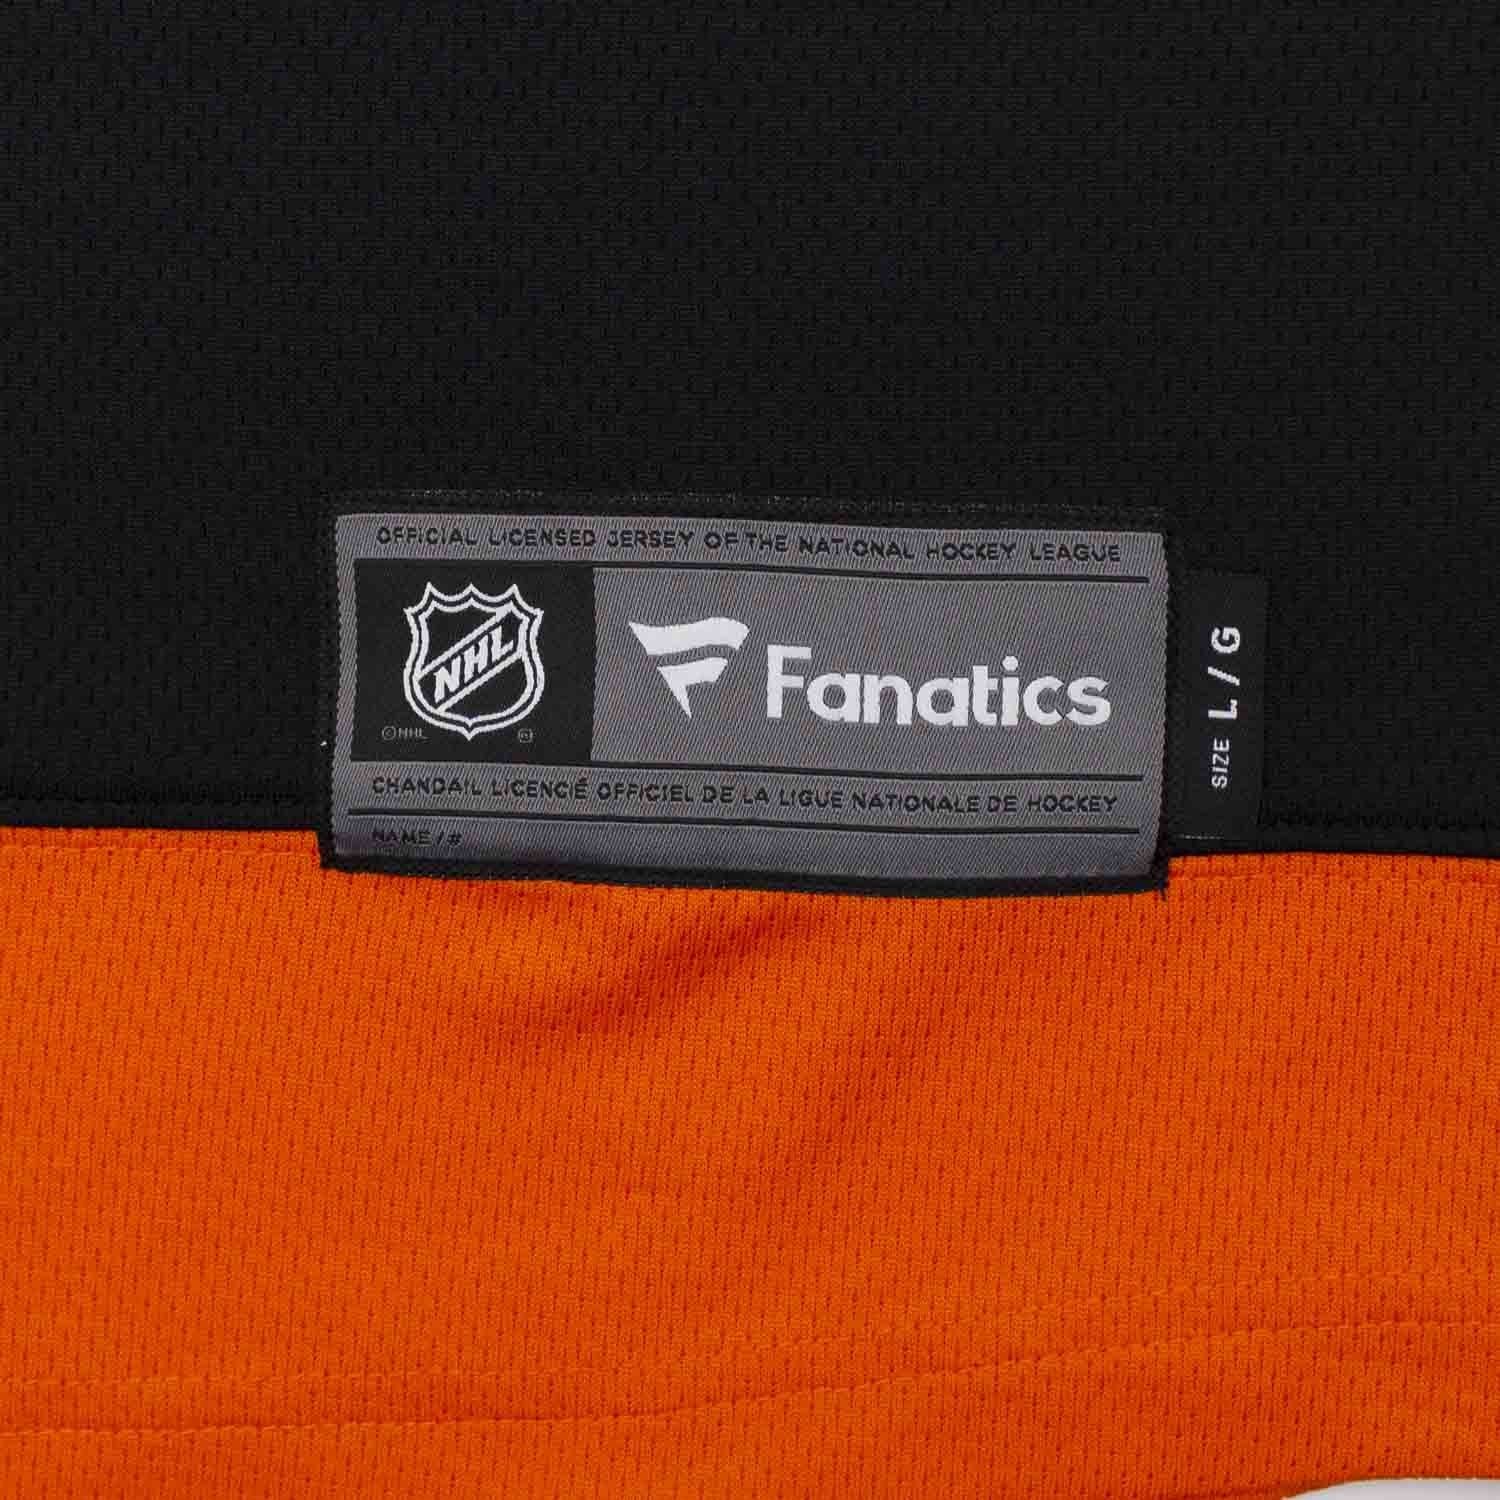 OFFICIAL LICENSED JERSEY OF THE NATIONAL HOCKEY LEAGUE
NHL
©NHL ®
Fanatics
CHANDAIL LICENCIÉ OFFICIEL DE LA LIGUE NATIONALE DE HOCKEY
NAME / #
SIZE L / G